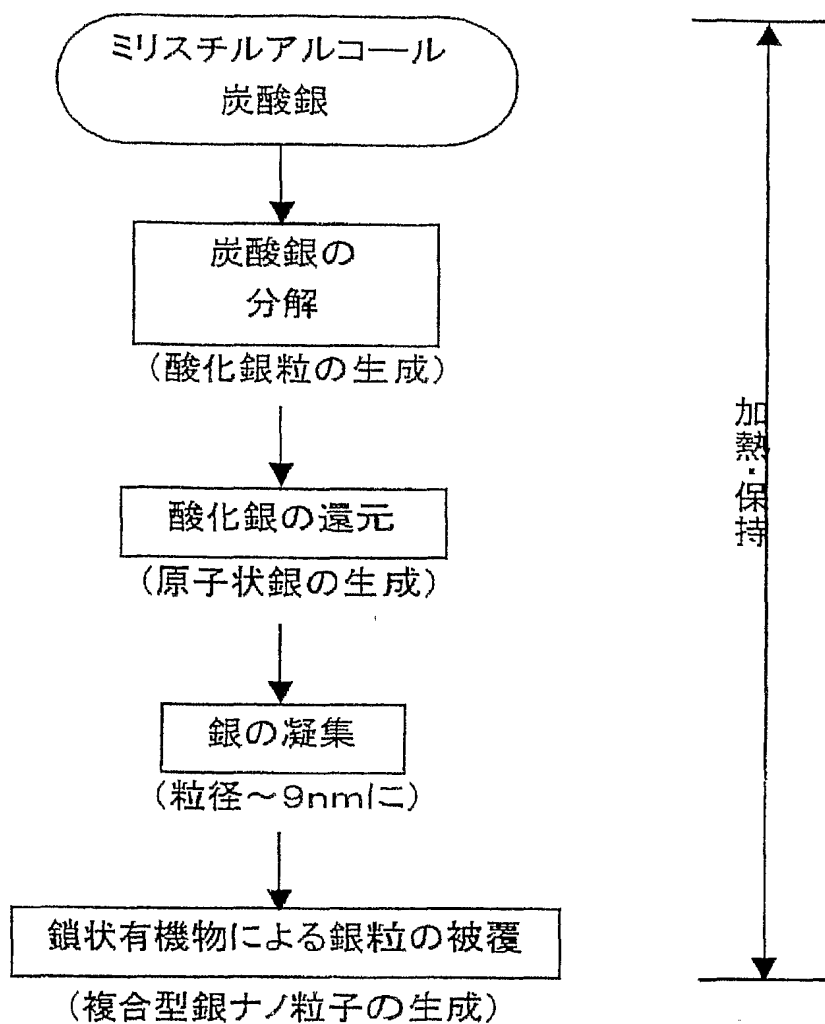 ミリスチルアルコール
炭酸銀
炭酸銀の
分解
(酸化銀粒の生成)
酸化銀の還元
(原子状銀の生成)
銀の凝集
(粒径～9nmに)
鎖状有機物による銀粒の被覆
(複合型銀ナノ粒子の生成)
加熱・保持